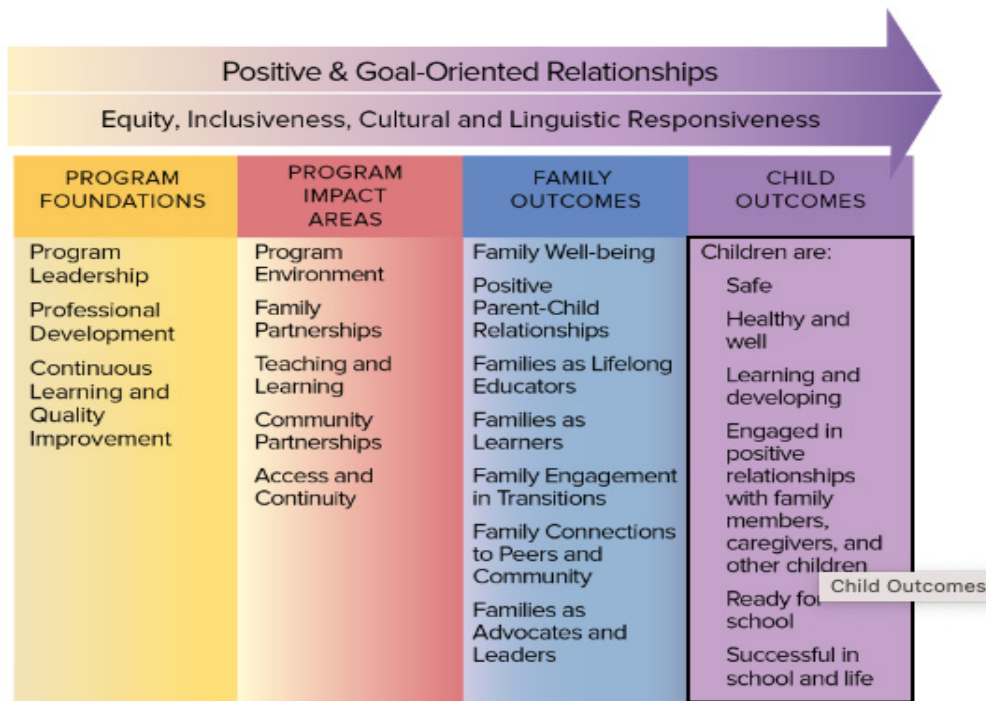 Positive & Goal-Oriented Relationships
Equity, Inclusiveness, Cultural and Linguistic Responsiveness
PROGRAM
FOUNDATIONS
Program
Leadership
Professional
Development
Continuous
Learning and
Quality
Improvement
PROGRAM
IMPACT
AREAS
Program
Environment
Family
Partnerships
Teaching and
Learning
Community
Partnerships
Access and
Continuity
FAMILY
OUTCOMES
Family Well-being
Positive
Parent-Child
Relationships
Families as Lifelong
Educators
Families as
Learners
Family Engagement
in Transitions
Family Connections
to Peers and
Community
Families as
Advocates and
Leaders
CHILD
OUTCOMES
Children are:
Safe
Healthy and
well
Learning and
developing
Engaged in
positive
relationships
with family
members,
caregivers, and
other children
Ready for
school
Successful in
school and life
Child Outcomes